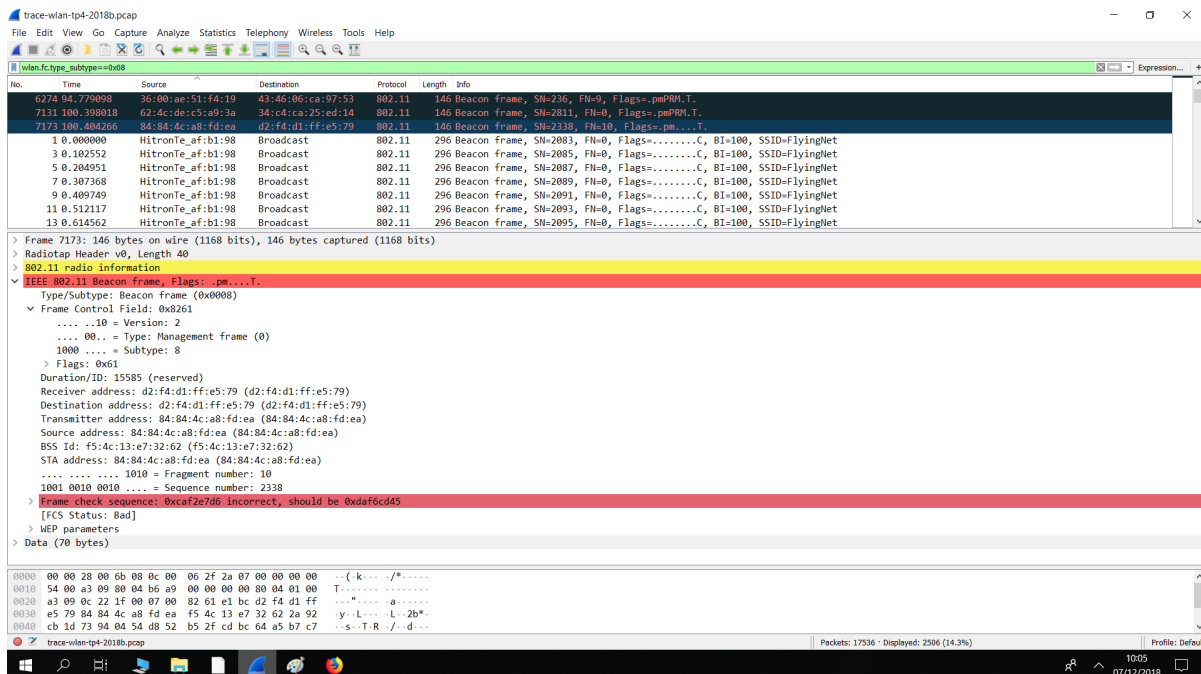 trace-wlan-tp4-2018b.pcap
File Edit View Go Capture Analyze Statistics Telephony Wireless Tools Help
wlan.fc.type_subtype==0x08 Expression... +
No. Time Source Destination Protocol Length Info
6274 94.779098 36:00:ae:51:f4:19 43:46:06:ca:97:53 802.11 146 Beacon frame, SN=236, FN=9, Flags=.pmPRM.T.
7131 100.398018 62:4c:de:c5:a9:3a 34:c4:ca:25:ed:14 802.11 146 Beacon frame, SN=2811, FN=0, Flags=.pmPRM.T.
7173 100.404266 84:84:4c:a8:fd:ea d2:f4:d1:ff:e5:79 802.11 146 Beacon frame, SN=2338, FN=10, Flags=.pm....T.
1 0.000000 HitronTe_af:b1:98 Broadcast 802.11 296 Beacon frame, SN=2083, FN=0, Flags=........C, BI=100, SSID=FlyingNet
3 0.102552 HitronTe_af:b1:98 Broadcast 802.11 296 Beacon frame, SN=2085, FN=0, Flags=........C, BI=100, SSID=FlyingNet
5 0.204951 HitronTe_af:b1:98 Broadcast 802.11 296 Beacon frame, SN=2087, FN=0, Flags=........C, BI=100, SSID=FlyingNet
7 0.307368 HitronTe_af:b1:98 Broadcast 802.11 296 Beacon frame, SN=2089, FN=0, Flags=........C, BI=100, SSID=FlyingNet
9 0.409749 HitronTe_af:b1:98 Broadcast 802.11 296 Beacon frame, SN=2091, FN=0, Flags=........C, BI=100, SSID=FlyingNet
11 0.512117 HitronTe_af:b1:98 Broadcast 802.11 296 Beacon frame, SN=2093, FN=0, Flags=........C, BI=100, SSID=FlyingNet
13 0.614562 HitronTe_af:b1:98 Broadcast 802.11 296 Beacon frame, SN=2095, FN=0, Flags=........C, BI=100, SSID=FlyingNet
> Frame 7173: 146 bytes on wire (1168 bits), 146 bytes captured (1168 bits)
> Radiotap Header v0, Length 40
> 802.11 radio information
IEEE 802.11 Beacon frame, Flags: .pm....T.
Type/Subtype: Beacon frame (0x0008)
Frame Control Field: 0x8261
.... ..10 = Version: 2
.... 00.. = Type: Management frame (0)
1000 .... = Subtype: 8
> Flags: 0x61
Duration/ID: 15585 (reserved)
Receiver address: d2:f4:d1:ff:e5:79 (d2:f4:d1:ff:e5:79)
Destination address: d2:f4:d1:ff:e5:79 (d2:f4:d1:ff:e5:79)
Transmitter address: 84:84:4c:a8:fd:ea (84:84:4c:a8:fd:ea)
Source address: 84:84:4c:a8:fd:ea (84:84:4c:a8:fd:ea)
BSS Id: f5:4c:13:e7:32:62 (f5:4c:13:e7:32:62)
STA address: 84:84:4c:a8:fd:ea (84:84:4c:a8:fd:ea)
.... .... .... 1010 = Fragment number: 10
1001 0010 0010 .... = Sequence number: 2338
> Frame check sequence: 0xcaf2e7d6 incorrect, should be 0xdaf6cd45
[FCS Status: Bad]
> WEP parameters
> Data (70 bytes)
0000 00 00 28 00 6b 08 0c 00 06 2f 2a 07 00 00 00 00 ··(·k··· ·/*·····
0010 54 00 a3 09 80 04 b6 a9 00 00 00 00 80 04 01 00 T······· ········
0020 a3 09 0c 22 1f 00 07 00 82 61 e1 bc d2 f4 d1 ff ···"···· ·a······
0030 e5 79 84 84 4c a8 fd ea f5 4c 13 e7 32 62 2a 92 ·y··L··· ·L··2b*·
0040 cb 1d 73 94 04 54 d8 52 b5 2f cd bc 64 a5 b7 c7 ··s··T·R ·/··d···
trace-wlan-tp4-2018b.pcap Packets: 17536 · Displayed: 2506 (14.3%) Profile: Defau
10:05
07/12/2018